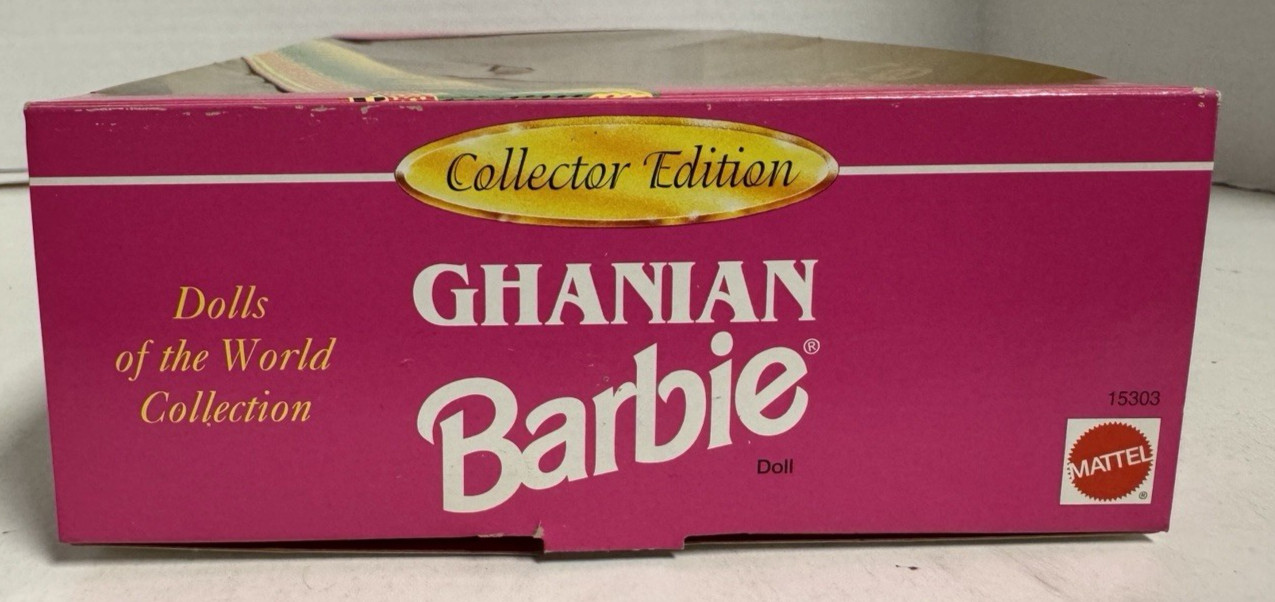 Collector Edition
GHANIAN
Barbie®
Doll
Dolls
of the World
Collection
15303
MATTEL
®